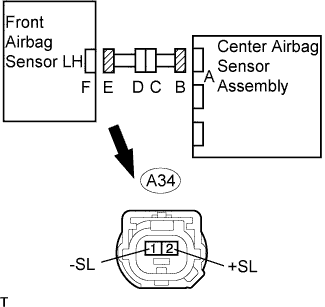 Front
Airbag
Sensor LH
Center Airbag
Sensor
Assembly
F E D C B A
A34
1 2
-SL +SL
T